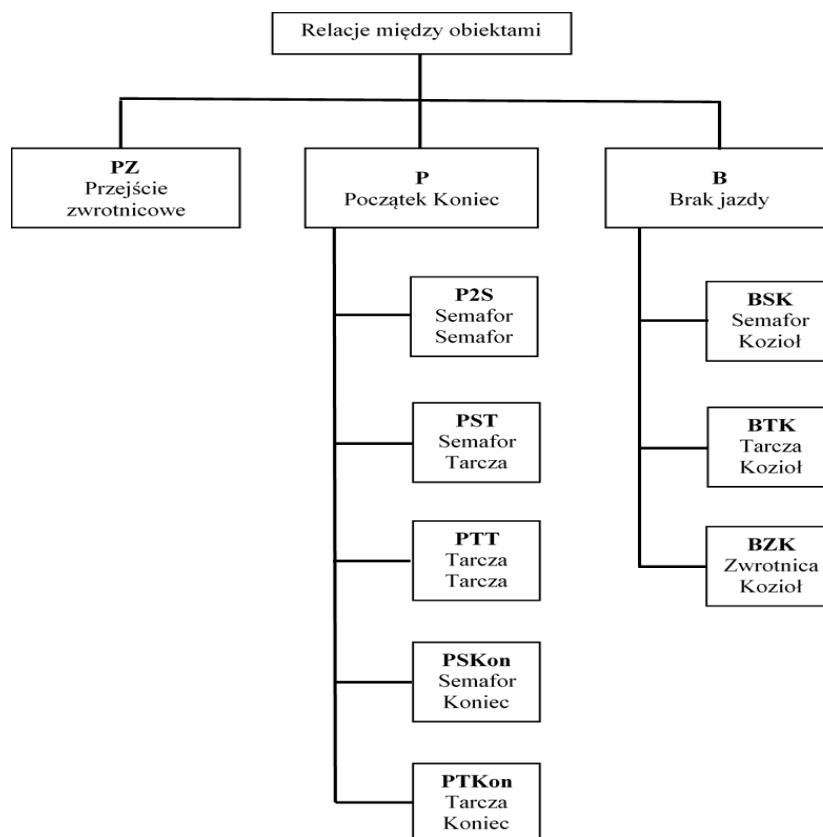 Relacje między obiektami
PZ
Przejście
zwrotnicowe
P
Początek Koniec
B
Brak jazdy
P2S
Semafor
Semafor
PST
Semafor
Tarcza
PTT
Tarcza
Tarcza
PSKon
Semafor
Koniec
PTKon
Tarcza
Koniec
BSK
Semafor
Kozioł
BTK
Tarcza
Kozioł
BZK
Zwrotnica
Kozioł